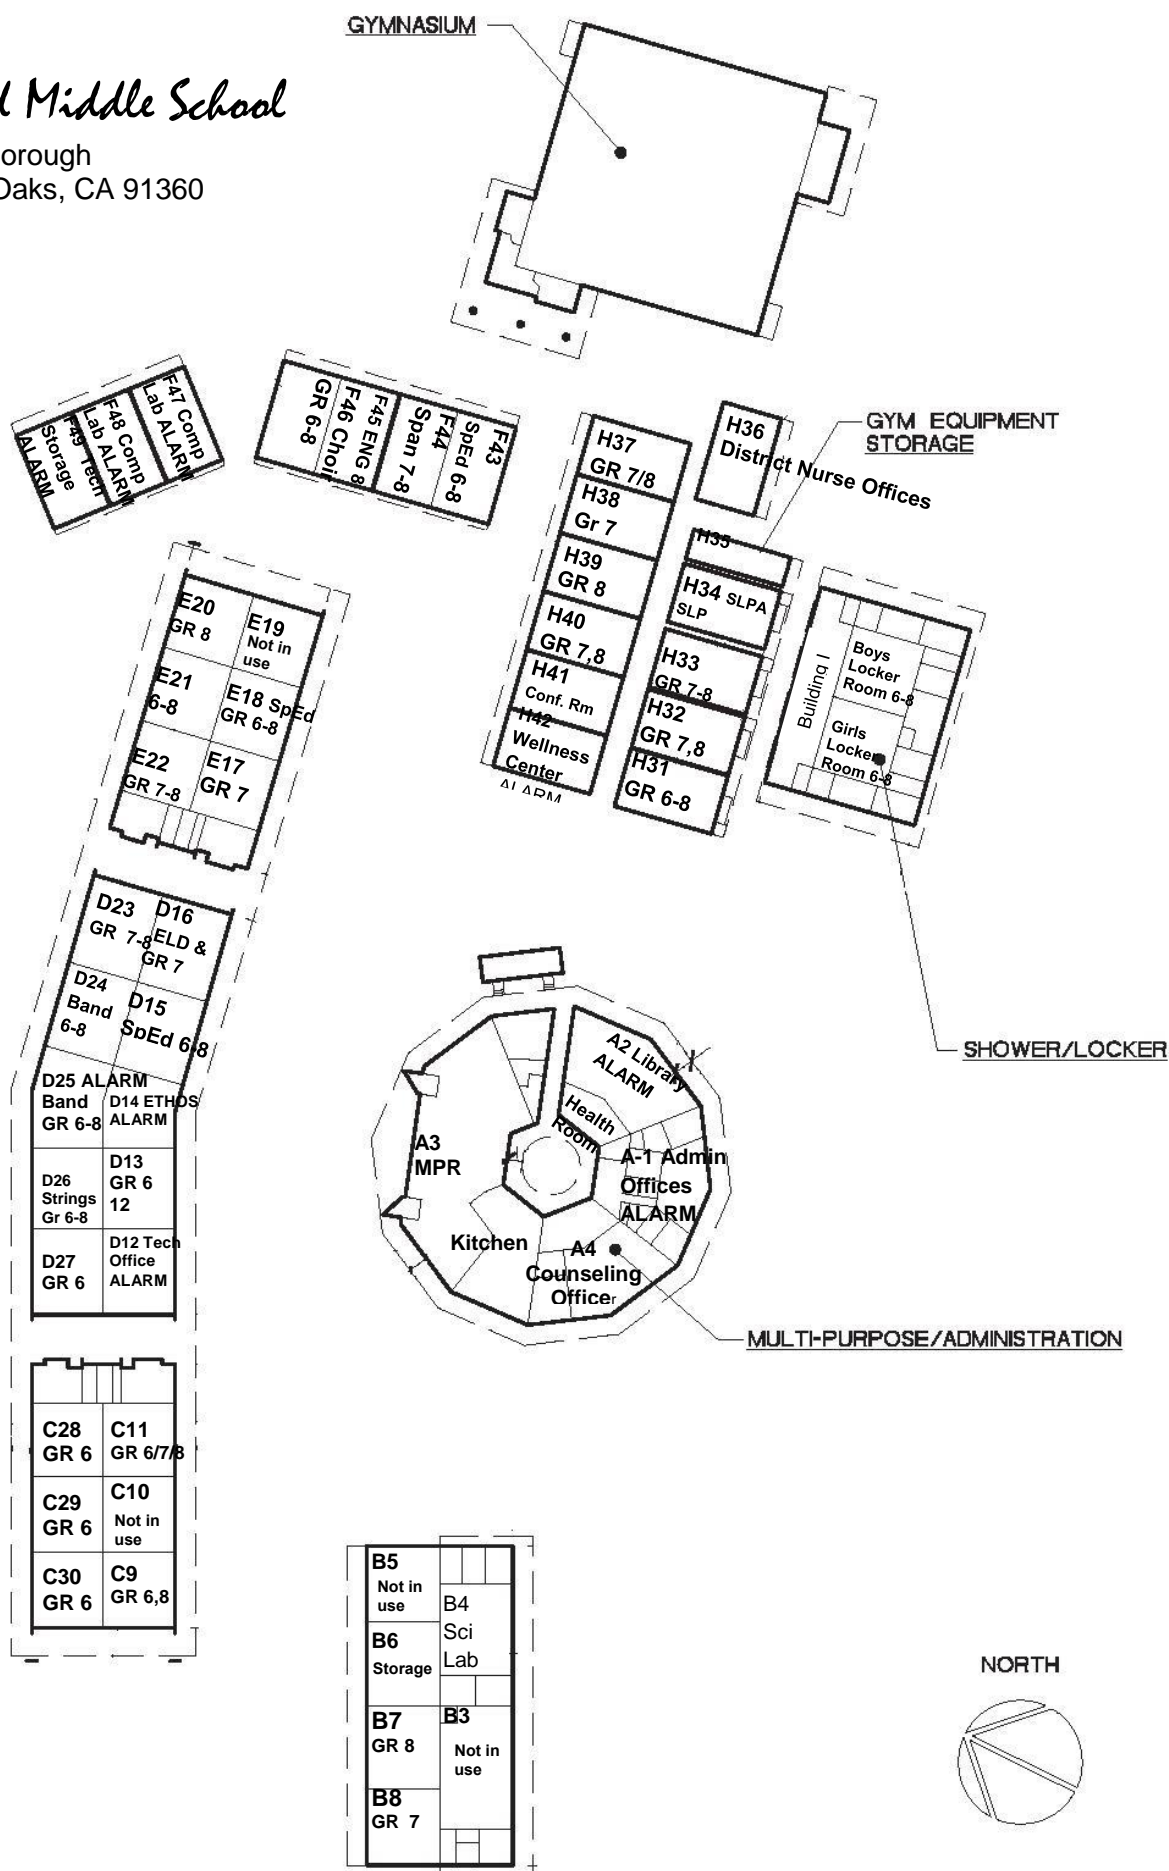 GYMNASIUM
l Middle School
orough
Oaks, CA 91360
F47 Comp
Lab ALARM
F48 Comp
Lab ALARM
F49 Tech
Storage
ALARM
GR 6-8
F46 Choir
F45 ENG 8
Span 7-8
F44
SpEd 6-8
F43
H37
GR 7/8
H38
Gr 7
H39
GR 8
H40
GR 7,8
H41
Conf. Rm
H42
Wellness
Center
ALARM
H36
District Nurse Offices
GYM EQUIPMENT
STORAGE
H35
H34 SLPA
SLP
H33
GR 7-8
H32
GR 7,8
H31
GR 6-8
Building I
Boys
Locker
Room 6-8
Girls
Locker
Room 6-8
SHOWER/LOCKER
E20
GR 8
E19
Not in
use
E21
6-8
E18 SpEd
GR 6-8
E22
GR 7-8
E17
GR 7
D23
GR 7-8
D16
ELD &
GR 7
D24
Band
6-8
D15
SpEd 6-8
D25 ALARM
Band
GR 6-8
D14 ETHOS
ALARM
D26
Strings
Gr 6-8
D13
GR 6
12
D27
GR 6
D12 Tech
Office
ALARM
A2 Library
ALARM
Health
Room
A3
MPR
A-1 Admin
Offices
ALARM
Kitchen
A4
Counseling
Officer
MULTI-PURPOSE/ADMINISTRATION
C28
GR 6
C11
GR 6/7/8
C29
GR 6
C10
Not in
use
C30
GR 6
C9
GR 6,8
B5
Not in
use
B4
Sci
Lab
B6
Storage
B7
GR 8
B3
Not in
use
B8
GR 7
NORTH